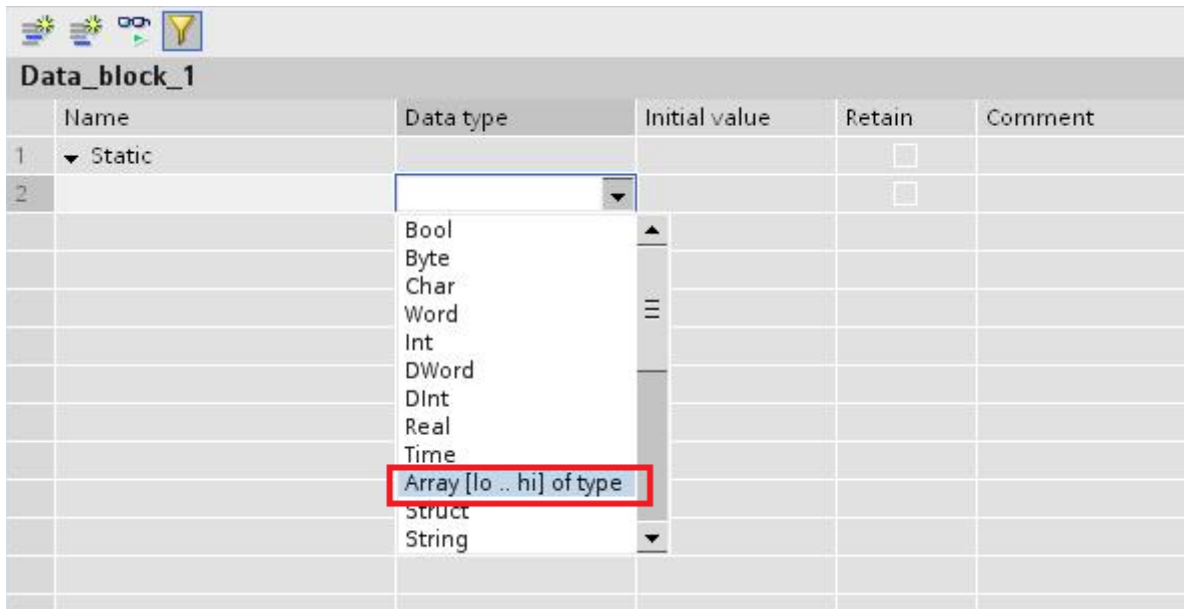 Data_block_1
Name Data type Initial value Retain Comment
1 Static
2
Bool
Byte
Char
Word
Int
DWord
DInt
Real
Time
Array [lo .. hi] of type
Struct
String